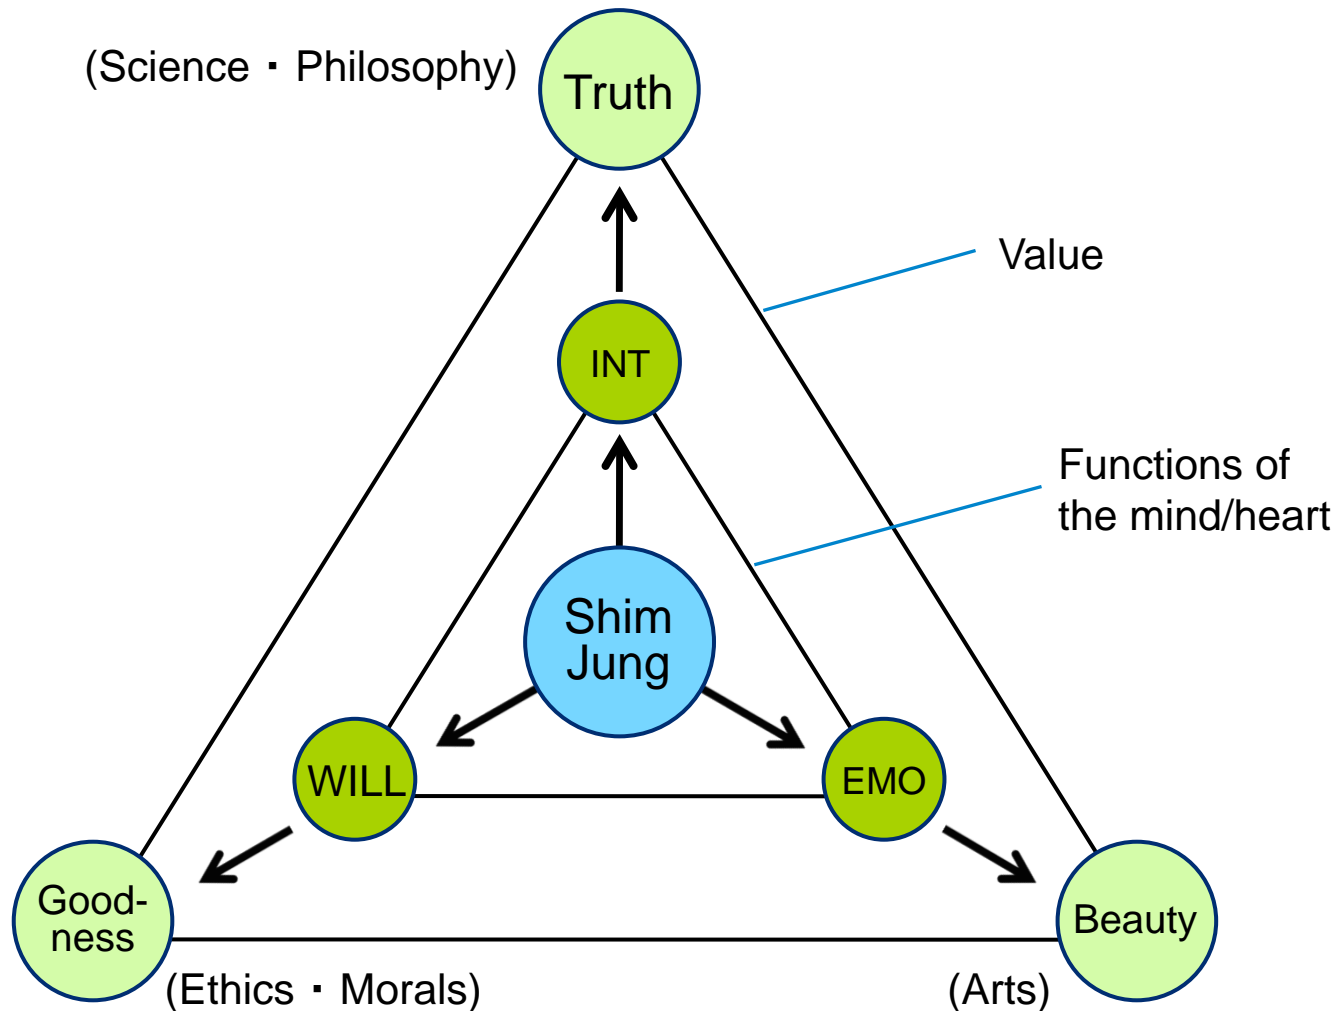 (Science ・ Philosophy)
Truth
Value
INT
Functions of
the mind/heart
Shim
Jung
WILL
EMO
Good-
ness
Beauty
(Ethics ・ Morals)
(Arts)